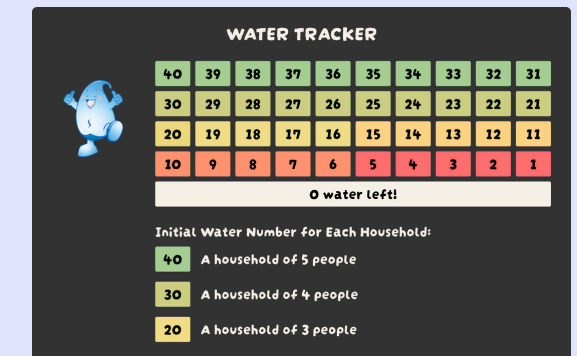 WATER TRACKER
40 39 38 37 36 35 34 33 32 31
30 29 28 27 26 25 24 23 22 21
20 19 18 17 16 15 14 13 12 11
10 9 8 7 6 5 4 3 2 1
0 water left!
Initial Water Number for Each Household:
40 A household of 5 people
30 A household of 4 people
20 A household of 3 people